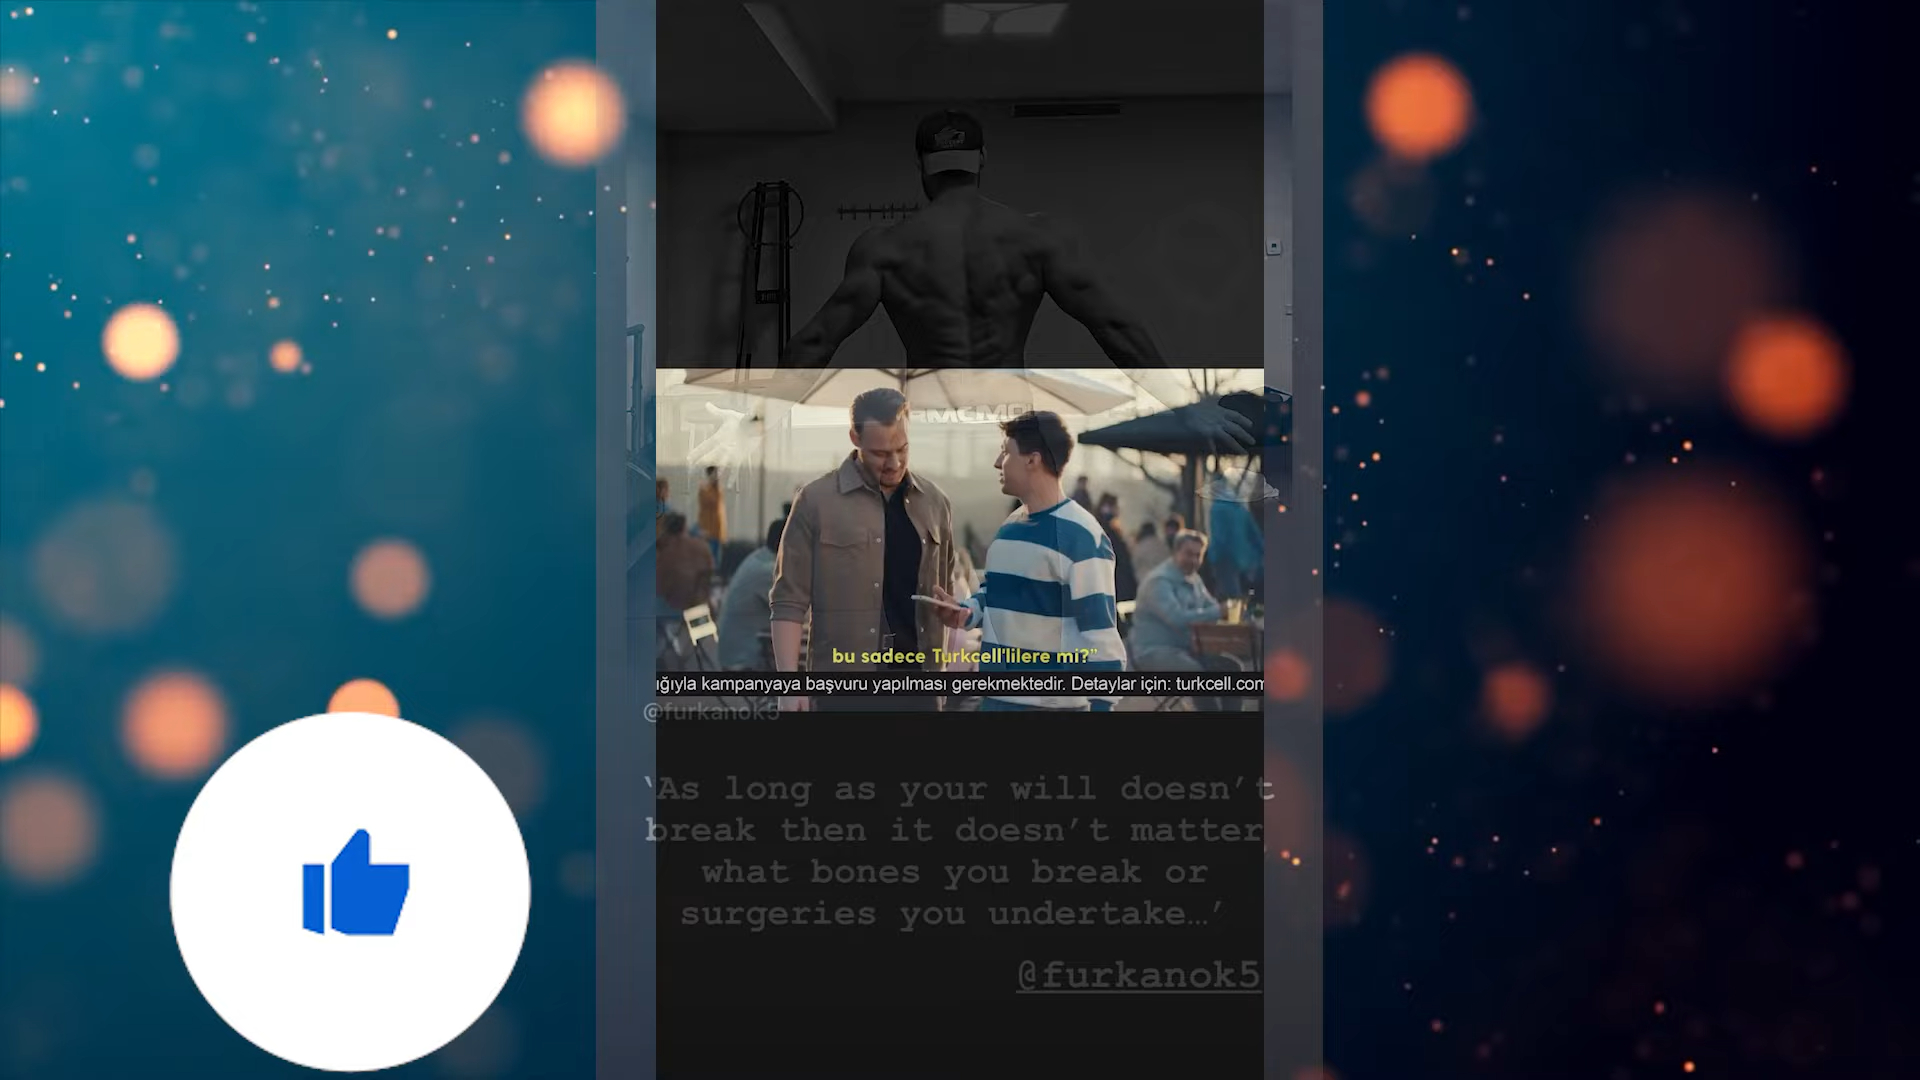 bu sadece Turkcell'lilere mi?"
ığıyla kampanyaya başvuru yapılması gerekmektedir. Detaylar için: turkcell.com
@furkanok5
‘As long as your will doesn’t
break then it doesn’t matter
what bones you break or
surgeries you undertake…’
@furkanok5